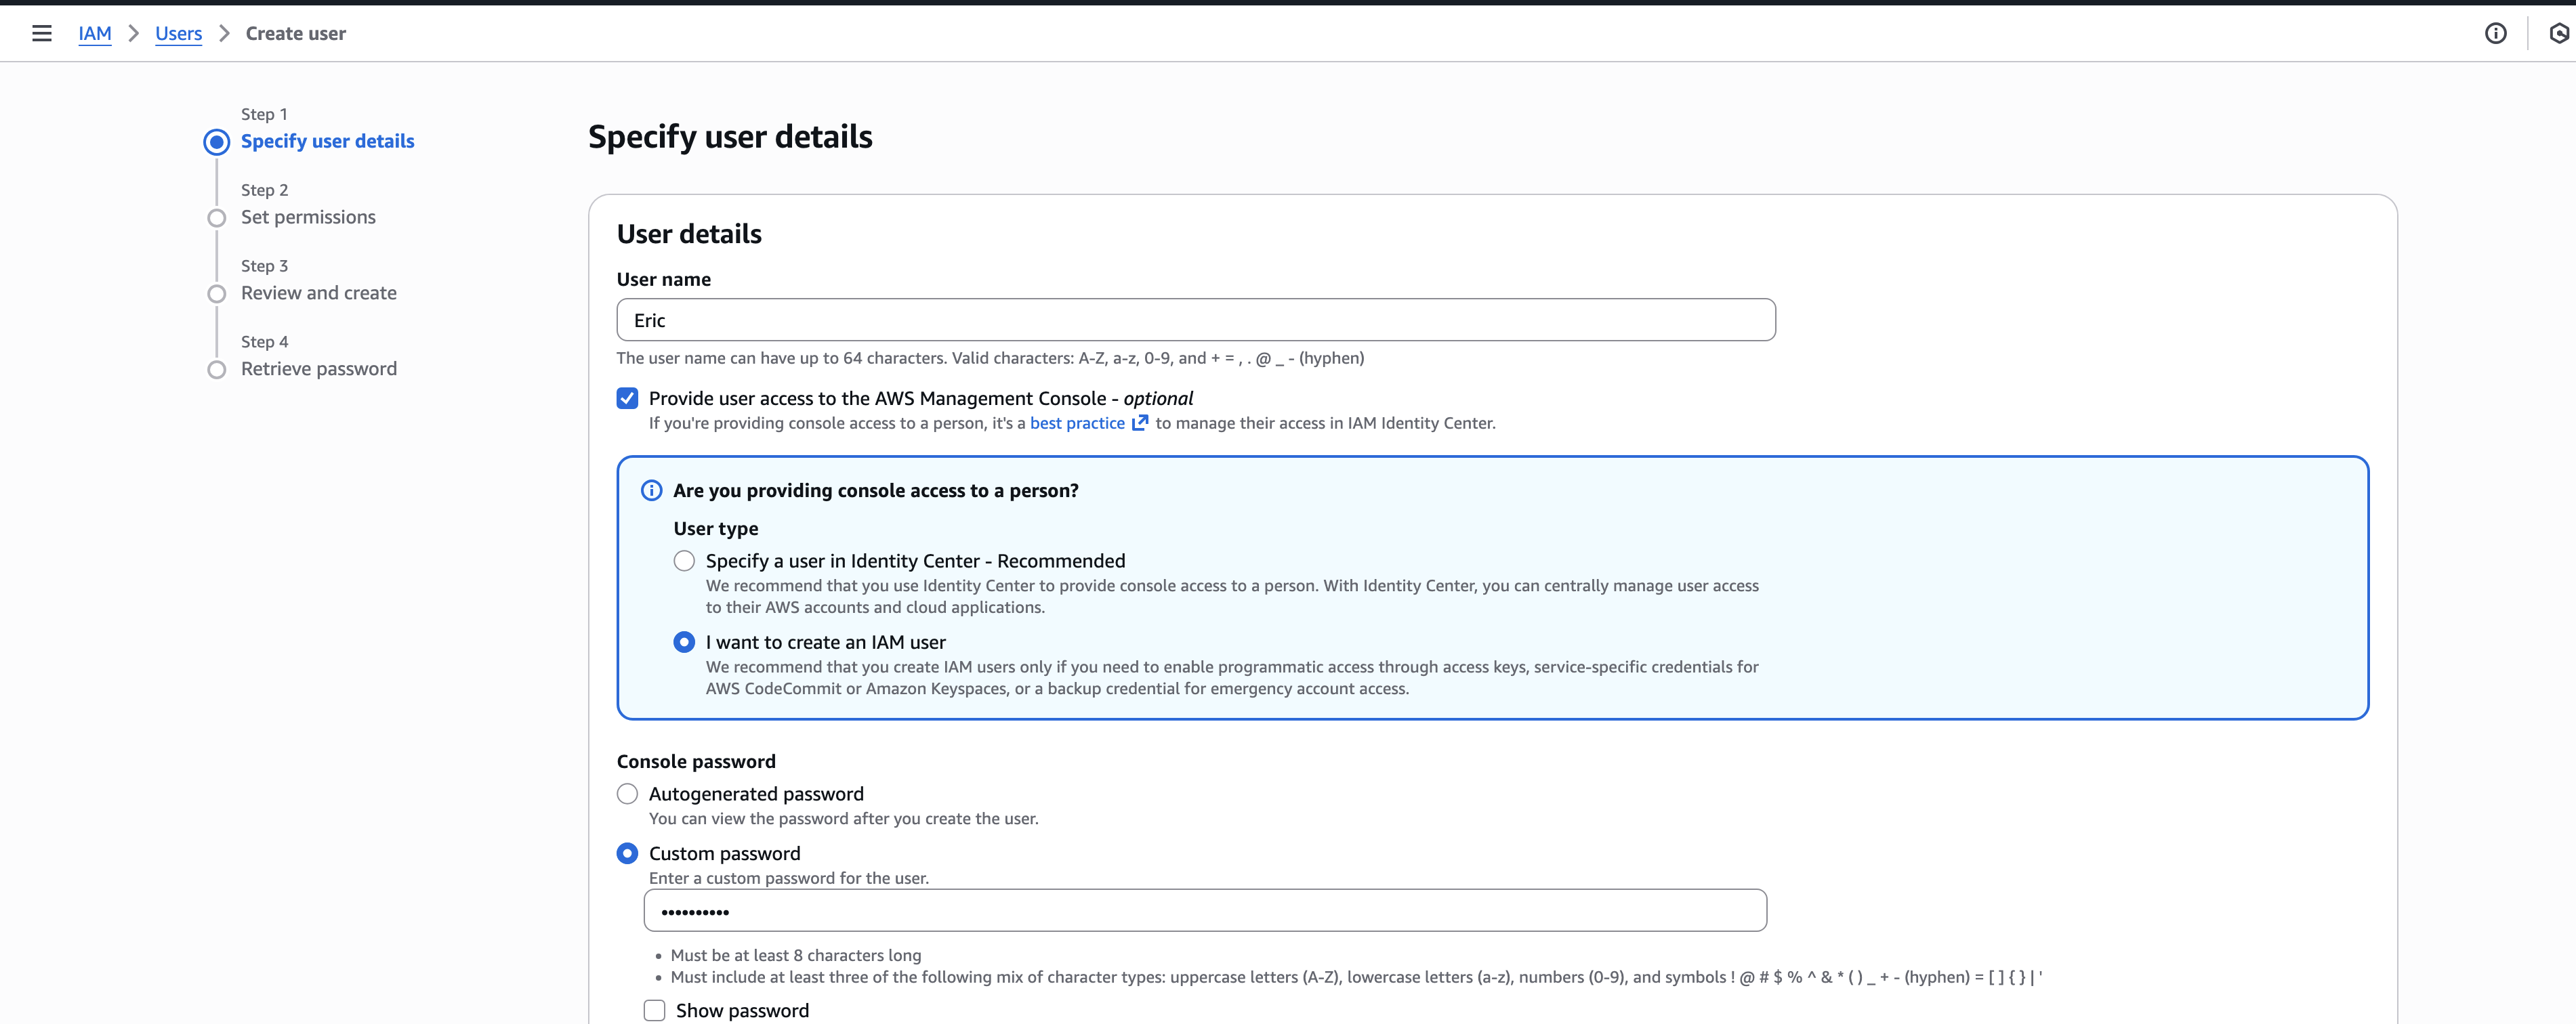 IAM > Users > Create user
Step 1
Specify user details
Step 2
Set permissions
Step 3
Review and create
Step 4
Retrieve password
Specify user details
User details
User name
Eric
The user name can have up to 64 characters. Valid characters: A-Z, a-z, 0-9, and + = , . @ _ - (hyphen)
Provide user access to the AWS Management Console - optional
If you're providing console access to a person, it's a best practice to manage their access in IAM Identity Center.
Are you providing console access to a person?
User type
Specify a user in Identity Center - Recommended
We recommend that you use Identity Center to provide console access to a person. With Identity Center, you can centrally manage user access
to their AWS accounts and cloud applications.
I want to create an IAM user
We recommend that you create IAM users only if you need to enable programmatic access through access keys, service-specific credentials for
AWS CodeCommit or Amazon Keyspaces, or a backup credential for emergency account access.
Console password
Autogenerated password
You can view the password after you create the user.
Custom password
Enter a custom password for the user.
••••••••••
• Must be at least 8 characters long
• Must include at least three of the following mix of character types: uppercase letters (A-Z), lowercase letters (a-z), numbers (0-9), and symbols ! @ # $ % ^ & * ( ) _ + - (hyphen) = [ ] { } | '
Show password